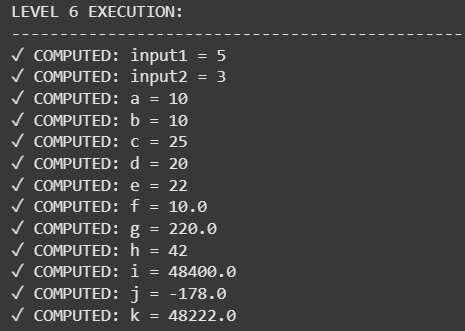 LEVEL 6 EXECUTION:
--------------------------------------------------
✓ COMPUTED: input1 = 5
✓ COMPUTED: input2 = 3
✓ COMPUTED: a = 10
✓ COMPUTED: b = 10
✓ COMPUTED: c = 25
✓ COMPUTED: d = 20
✓ COMPUTED: e = 22
✓ COMPUTED: f = 10.0
✓ COMPUTED: g = 220.0
✓ COMPUTED: h = 42
✓ COMPUTED: i = 48400.0
✓ COMPUTED: j = -178.0
✓ COMPUTED: k = 48222.0